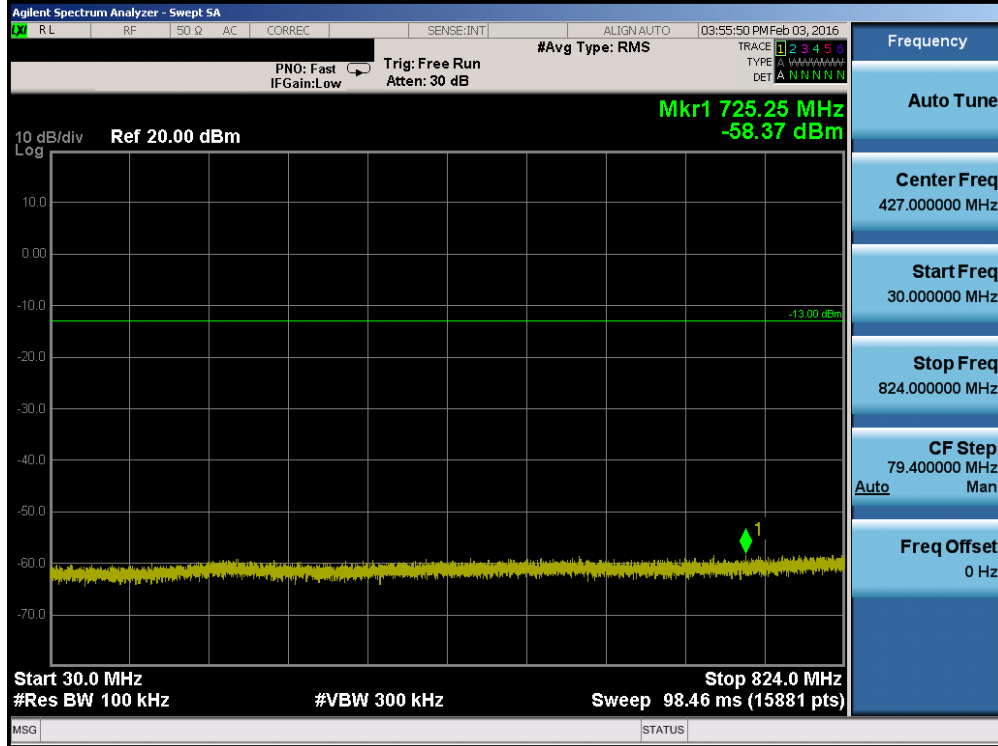 Agilent Spectrum Analyzer - Swept SA
LXI RL RF 50 Ω AC CORREC SENSE:INT ALIGNAUTO 03:55:50 PMFeb 03, 2016
#Avg Type: RMS
TRACE 1 2 3 4 5 6
TYPE A WWWWW
DET A N N N N N
PNO: Fast
IFGain:Low
Trig: Free Run
Atten: 30 dB
Mkr1 725.25 MHz
-58.37 dBm
10 dB/div
Log
Ref 20.00 dBm
10.0
0.00
-10.0
-13.00 dBm
-20.0
-30.0
-40.0
-50.0
1
-60.0
-70.0
Start 30.0 MHz
Stop 824.0 MHz
#Res BW 100 kHz
#VBW 300 kHz
Sweep 98.46 ms (15881 pts)
MSG
STATUS
Frequency
Auto Tune
Center Freq
427.000000 MHz
Start Freq
30.000000 MHz
Stop Freq
824.000000 MHz
CF Step
79.400000 MHz
Auto Man
Freq Offset
0 Hz